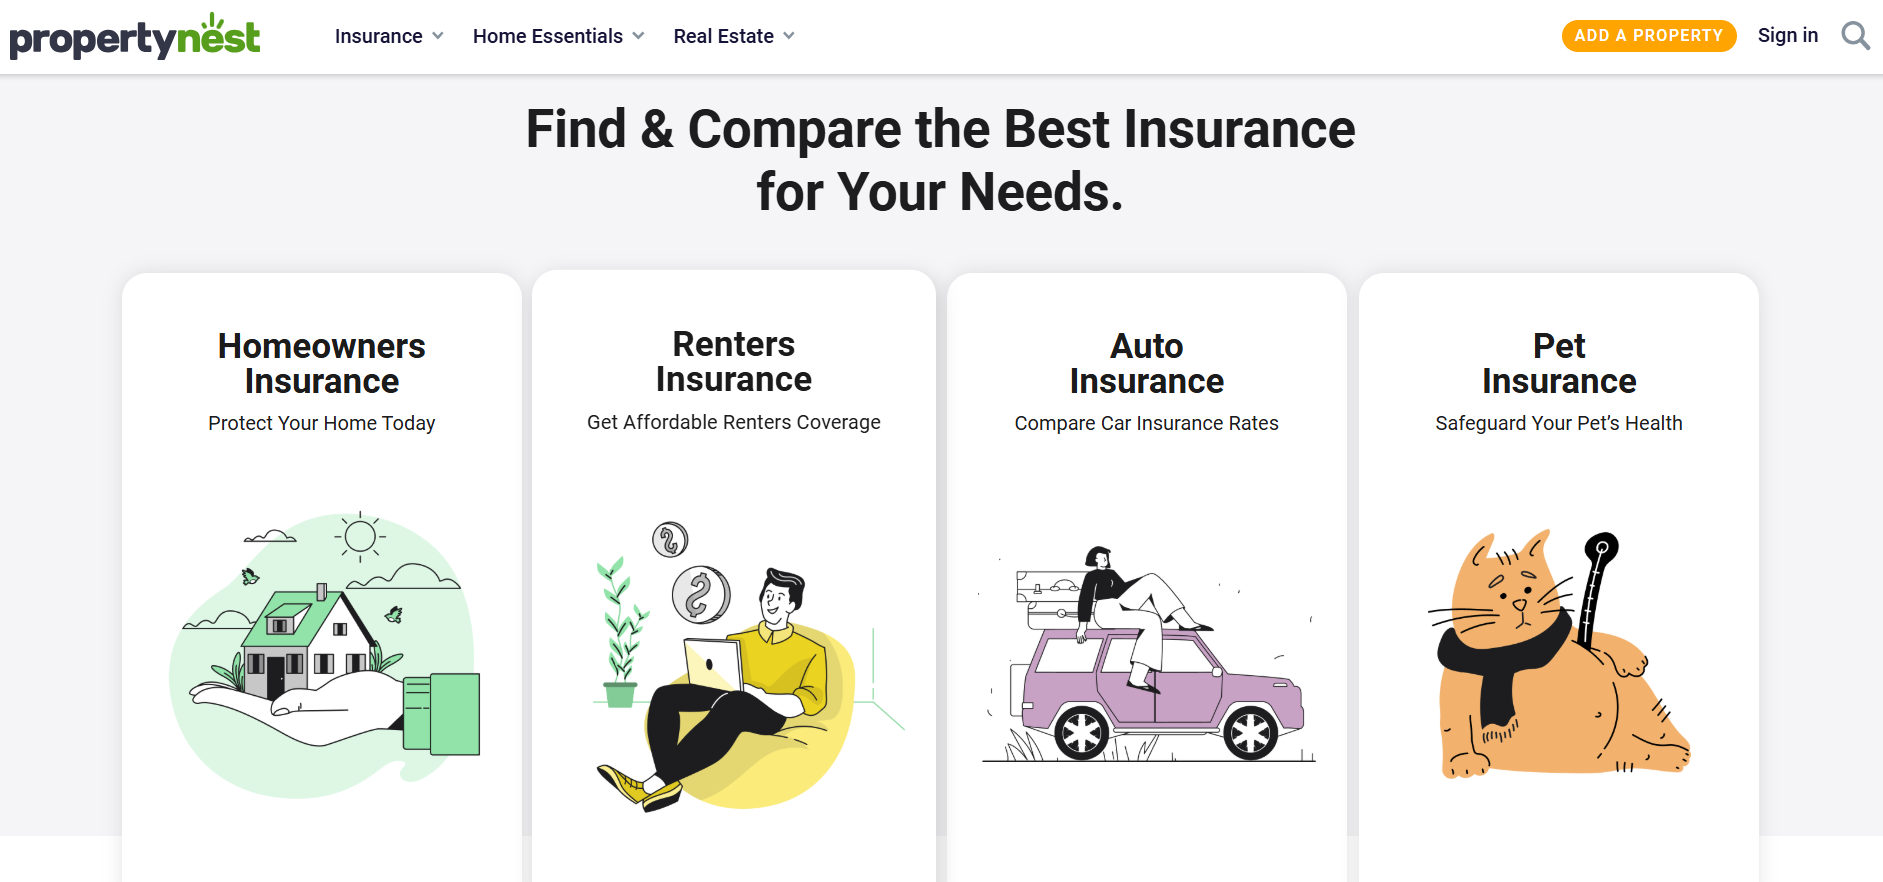 propertynest
Insurance
Home Essentials
Real Estate
ADD A PROPERTY
Sign in
Find & Compare the Best Insurance
for Your Needs.
Homeowners
Insurance
Protect Your Home Today
Renters
Insurance
Get Affordable Renters Coverage
Auto
Insurance
Compare Car Insurance Rates
Pet
Insurance
Safeguard Your Pet’s Health